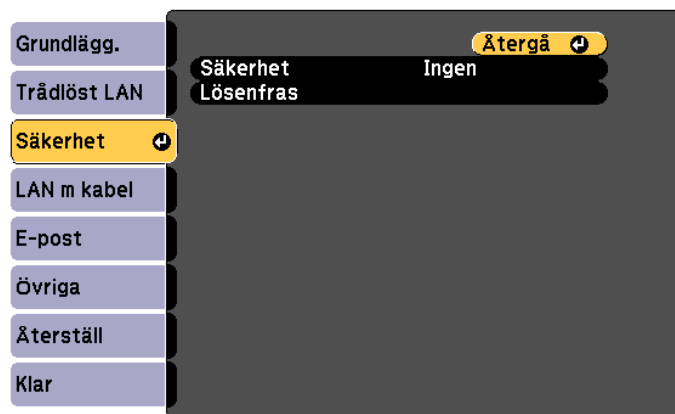 Grundlägg.
Trådlöst LAN
Säkerhet
LAN m kabel
E-post
Övriga
Återställ
Klar
Återgå
Säkerhet Ingen
Lösenfras